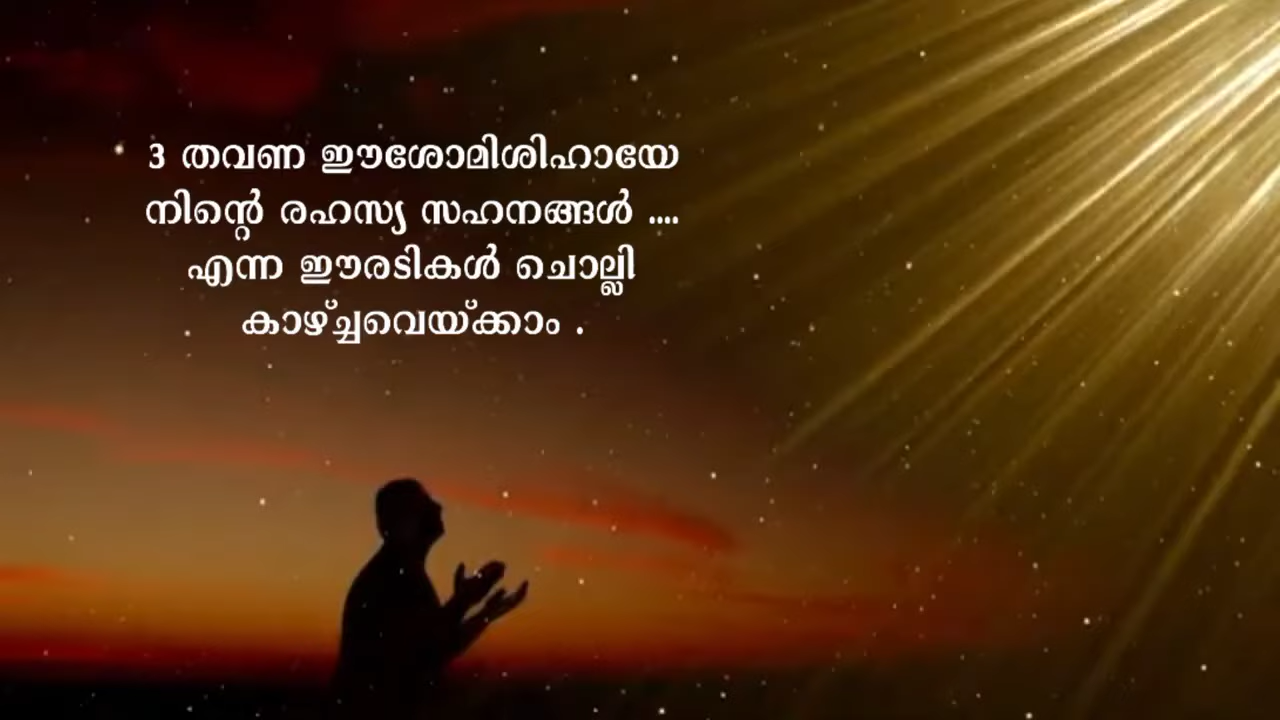 3 തവണ ഈശോമിശിഹായേ
നിന്റെ രഹസ്യ സഹനങ്ങൾ ....
എന്ന ഈരടികൾ ചൊല്ലി
കാഴ്ച്ചവെയ്ക്കാം .